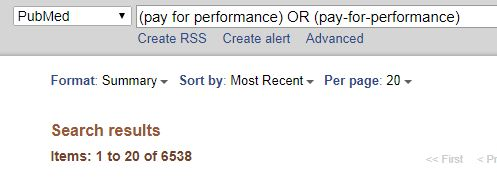 PubMed (pay for performance) OR (pay-for-performance)
Create RSS Create alert Advanced
Format: Summary Sort by: Most Recent Per page: 20
Search results
Items: 1 to 20 of 6538
<< First < P